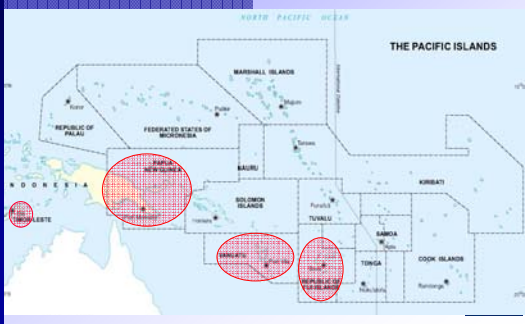 NORTH PACIFIC OCEAN
THE PACIFIC ISLANDS
MARSHALL ISLANDS
Koror
Palikir
Majuro
REPUBLIC OF
PALAU
FEDERATED STATES OF
MICRONESIA
Tarawa
PAPUA
NEW GUINEA
NAURU
INDONESIA
KIRIBATI
SOLOMON
ISLANDS
Funafuti
TUVALU
Honiara
TIMOR-LESTE
SAMOA
Apia
VANUATU
Port Vila
Suva
REPUBLIC OF
FIJI ISLANDS
TONGA
Nuku'alofa
COOK ISLANDS
Rarotonga